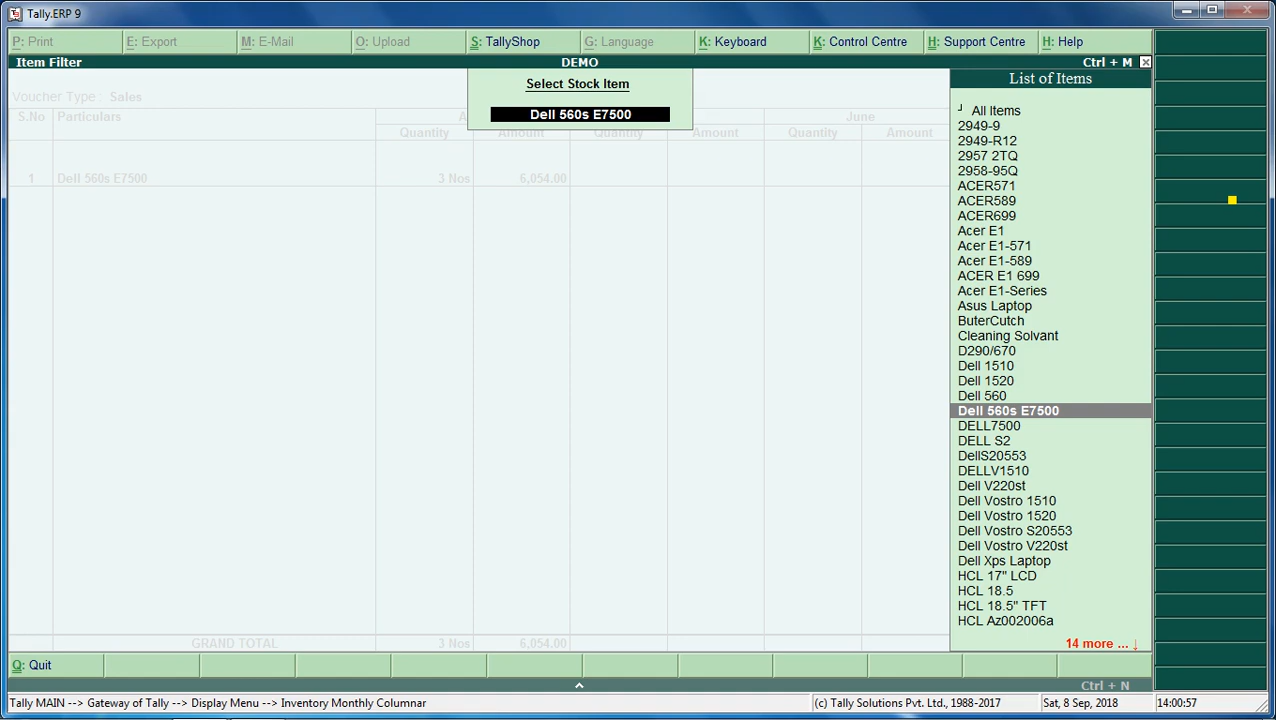 Tally.ERP 9
P: Print E: Export M: E-Mail O: Upload S: TallyShop G: Language K: Keyboard K: Control Centre H: Support Centre H: Help
Item Filter DEMO Ctrl + M
Select Stock Item
Dell 560s E7500
Voucher Type : Sales
S.No Particulars A June
Quantity Amount Quantity Amount Quantity Amount
1 Dell 560s E7500 3 Nos 6,054.00
GRAND TOTAL 3 Nos 6,054.00
List of Items
All Items
2949-9
2949-R12
2957 2TQ
2958-95Q
ACER571
ACER589
ACER699
Acer E1
Acer E1-571
Acer E1-589
ACER E1 699
Acer E1-Series
Asus Laptop
ButerCutch
Cleaning Solvant
D290/670
Dell 1510
Dell 1520
Dell 560
Dell 560s E7500
DELL7500
DELL S2
DellS20553
DELLV1510
Dell V220st
Dell Vostro 1510
Dell Vostro 1520
Dell Vostro S20553
Dell Vostro V220st
Dell Xps Laptop
HCL 17" LCD
HCL 18.5
HCL 18.5" TFT
HCL Az002006a
14 more ... ↓
Q: Quit
Ctrl + N
Tally MAIN --> Gateway of Tally --> Display Menu --> Inventory Monthly Columnar (c) Tally Solutions Pvt. Ltd., 1988-2017 Sat, 8 Sep, 2018 14:00:57